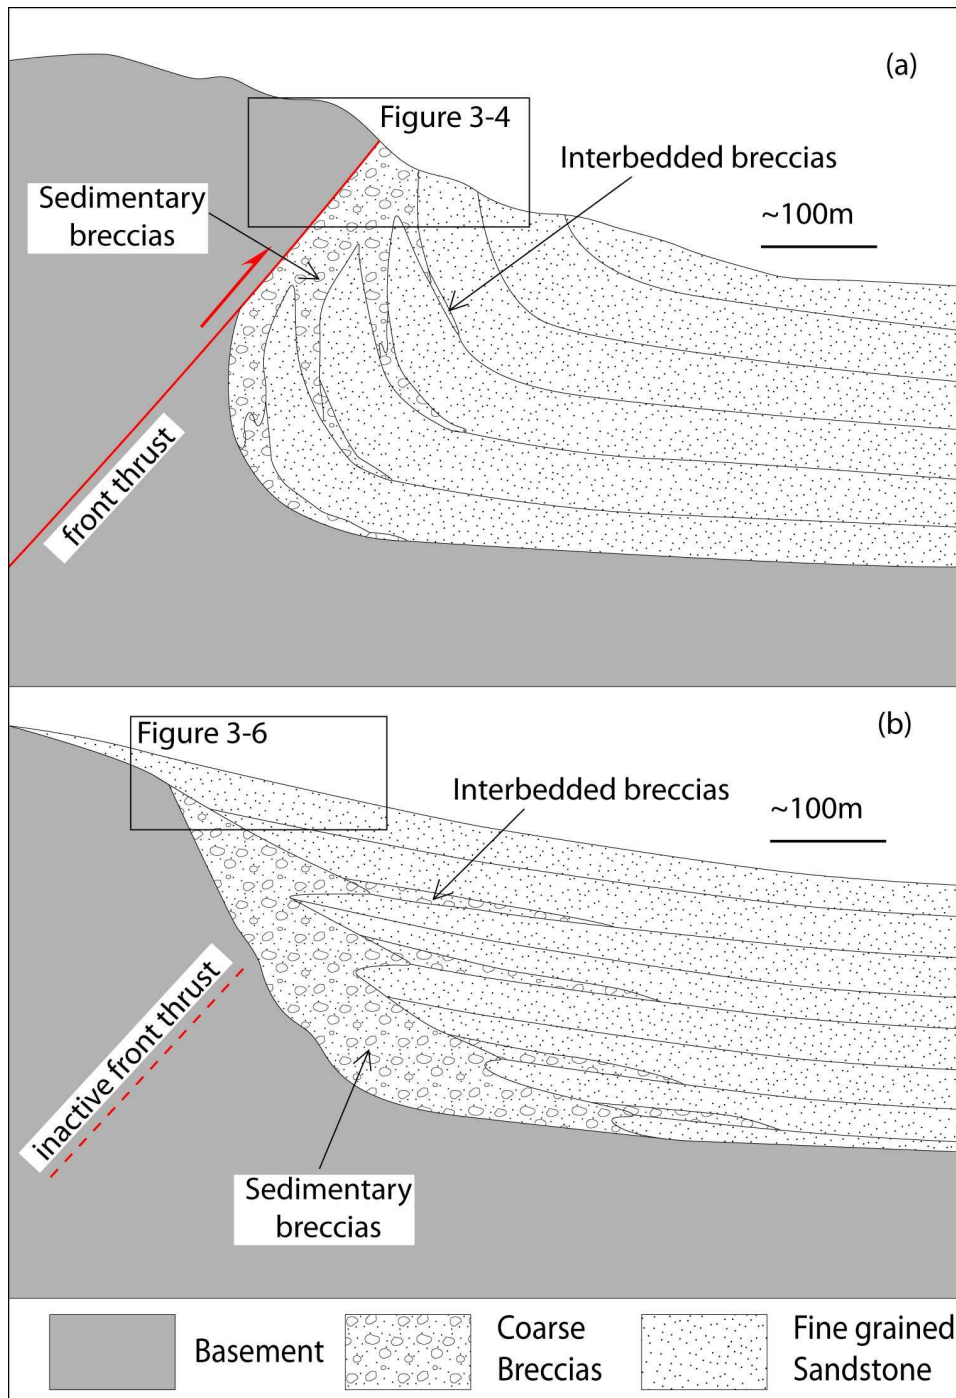 (a)
Figure 3-4
Interbedded breccias
Sedimentary
breccias
~100m
front thrust
(b)
Figure 3-6
Interbedded breccias
~100m
inactive front thrust
Sedimentary
breccias
Basement
Coarse
Breccias
Fine grained
Sandstone